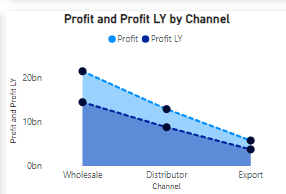 Profit and Profit LY by Channel
Profit Profit LY
Profit and Profit LY
20bn
10bn
0bn
Wholesale Distributor Export
Channel